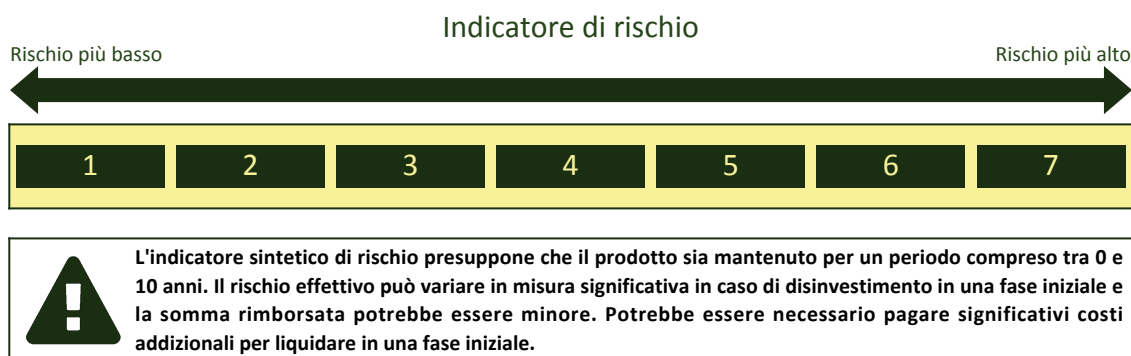 Indicatore di rischio
Rischio più basso
Rischio più alto
1 2 3 4 5 6 7
L'indicatore sintetico di rischio presuppone che il prodotto sia mantenuto per un periodo compreso tra 0 e
10 anni. Il rischio effettivo può variare in misura significativa in caso di disinvestimento in una fase iniziale e
la somma rimborsata potrebbe essere minore. Potrebbe essere necessario pagare significativi costi
addizionali per liquidare in una fase iniziale.